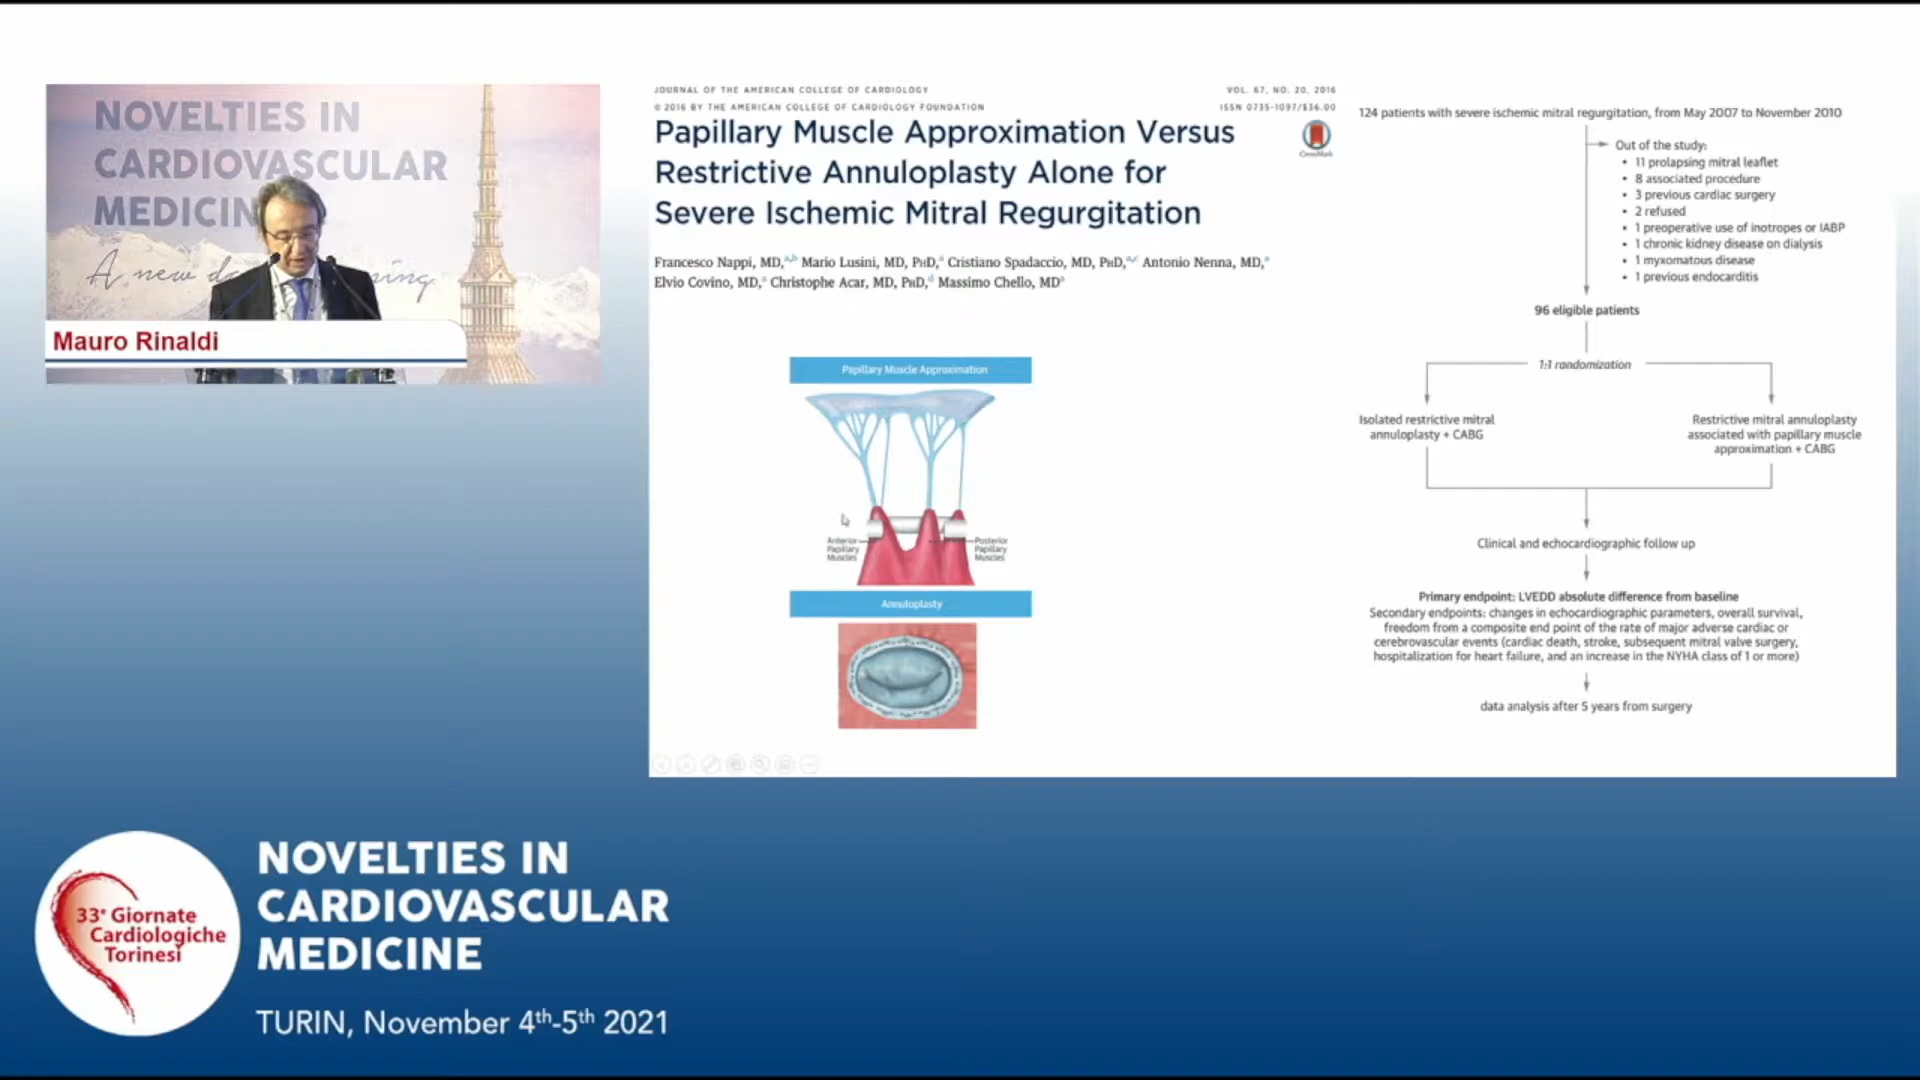 NOVELTIES IN
CARDIOVASCULAR
MEDICIN
A new d
ning
Mauro Rinaldi
JOURNAL OF THE AMERICAN COLLEGE OF CARDIOLOGY
© 2016 BY THE AMERICAN COLLEGE OF CARDIOLOGY FOUNDATION
VOL. 67, NO. 20, 2016
ISSN 0735-1097/$36.00
Papillary Muscle Approximation Versus
Restrictive Annuloplasty Alone for
Severe Ischemic Mitral Regurgitation
CrossMark
Francesco Nappi, MD,a,b Mario Lusini, MD, PhD,a Cristiano Spadaccio, MD, PhD,a,c Antonio Nenna, MD,a
Elvio Covino, MD,a Christophe Acar, MD, PhD,d Massimo Chello, MDa
Papillary Muscle Approximation
Anterior
Papillary
Muscles
Posterior
Papillary
Muscles
Annuloplasty
124 patients with severe ischemic mitral regurgitation, from May 2007 to November 2010
Out of the study:
• 11 prolapsing mitral leaflet
• 8 associated procedure
• 3 previous cardiac surgery
• 2 refused
• 1 preoperative use of inotropes or IABP
• 1 chronic kidney disease on dialysis
• 1 myxomatous disease
• 1 previous endocarditis
96 eligible patients
1:1 randomization
Isolated restrictive mitral
annuloplasty + CABG
Restrictive mitral annuloplasty
associated with papillary muscle
approximation + CABG
Clinical and echocardiographic follow up
Primary endpoint: LVEDD absolute difference from baseline
Secondary endpoints: changes in echocardiographic parameters, overall survival,
freedom from a composite end point of the rate of major adverse cardiac or
cerebrovascular events (cardiac death, stroke, subsequent mitral valve surgery,
hospitalization for heart failure, and an increase in the NYHA class of 1 or more)
data analysis after 5 years from surgery
33° Giornate
Cardiologiche
Torinesi
NOVELTIES IN
CARDIOVASCULAR
MEDICINE
TURIN, November 4th-5th 2021